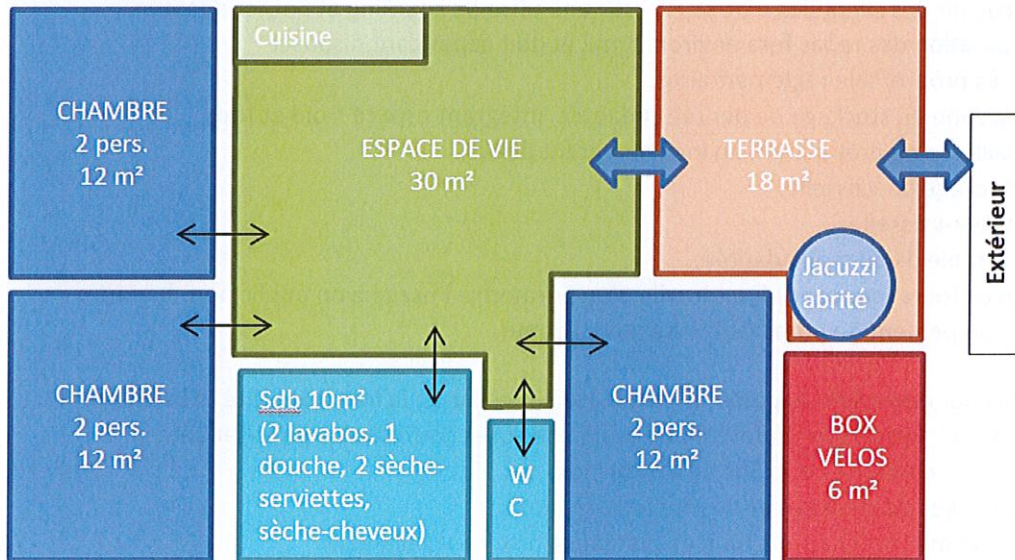 Cuisine
CHAMBRE
2 pers.
12 m²
ESPACE DE VIE
30 m²
TERRASSE
18 m²
Extérieur
Jacuzzi
abrité
CHAMBRE
2 pers.
12 m²
Sdb 10m²
(2 lavabos, 1
douche, 2 sèche-
serviettes,
sèche-cheveux)
W
C
CHAMBRE
2 pers.
12 m²
BOX
VELOS
6 m²